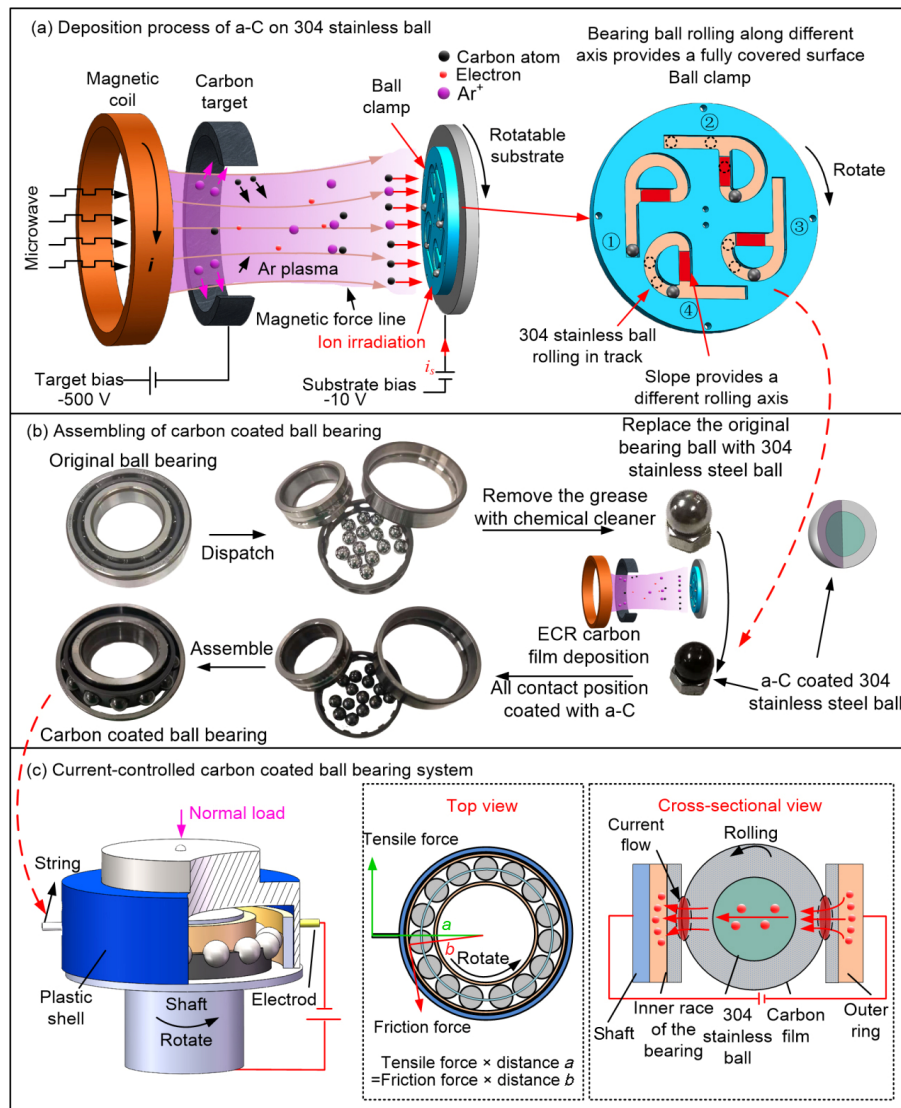 (a) Deposition process of a-C on 304 stainless ball
Magnetic
coil
Carbon
target
Carbon atom
Electron
Ar+
Ball
clamp
Rotatable
substrate
Microwave
i
Ar plasma
Magnetic force line
Ion irradiation
Target bias
-500 V
Substrate bias
-10 V
is
Bearing ball rolling along different
axis provides a fully covered surface
Ball clamp
①
②
③
④
Rotate
304 stainless ball
rolling in track
Slope provides a
different rolling axis
(b) Assembling of carbon coated ball bearing
Original ball bearing
Dispatch
Remove the grease
with chemical cleaner
Replace the original
bearing ball with 304
stainless steel ball
ECR carbon
film deposition
All contact position
coated with a-C
Assemble
Carbon coated ball bearing
a-C coated 304
stainless steel ball
(c) Current-controlled carbon coated ball bearing system
Normal load
String
Plastic
shell
Shaft
Rotate
Electrod
Top view
Tensile force
a
b
Rotate
Friction force
Tensile force × distance a
=Friction force × distance b
Cross-sectional view
Current
flow
Rolling
Shaft
Inner race
of the
bearing
304
stainless
ball
Carbon
film
Outer
ring